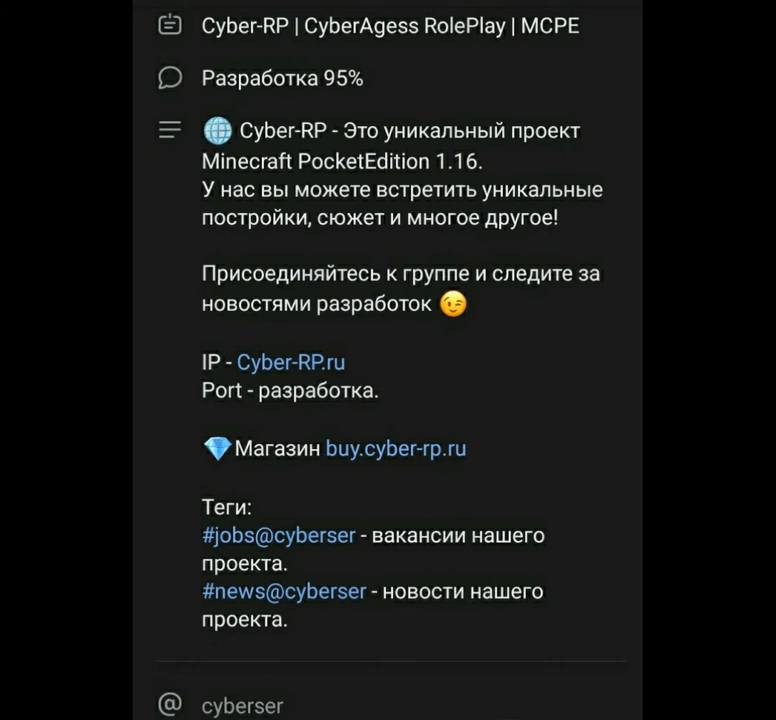 Cyber-RP | CyberAgess RolePlay | MCPE
Разработка 95%
🌐 Cyber-RP - Это уникальный проект
Minecraft PocketEdition 1.16.
У нас вы можете встретить уникальные
постройки, сюжет и многое другое!
Присоединяйтесь к группе и следите за
новостями разработок 😉
IP - Cyber-RP.ru
Port - разработка.
💎Магазин buy.cyber-rp.ru
Теги:
#jobs@cyberser - вакансии нашего
проекта.
#news@cyberser - новости нашего
проекта.
@ cyberser